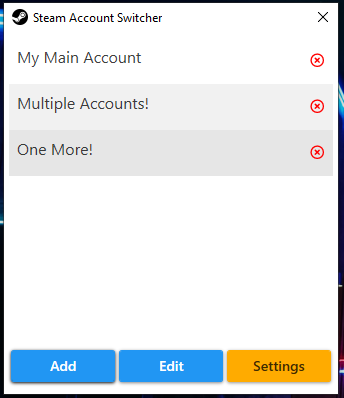 Steam Account Switcher
My Main Account
Multiple Accounts!
One More!
Add
Edit
Settings